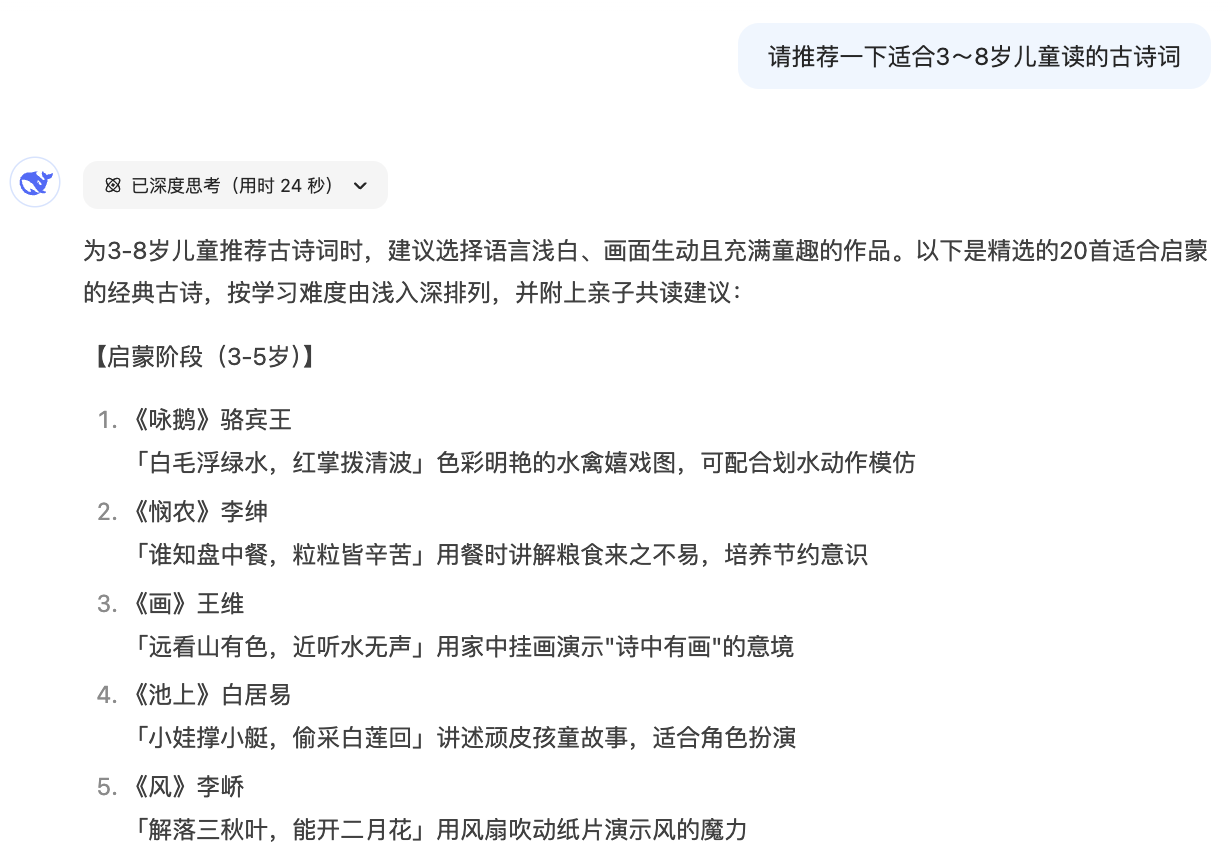 请推荐一下适合3～8岁儿童读的古诗词
已深度思考（用时 24 秒）
为3-8岁儿童推荐古诗词时，建议选择语言浅白、画面生动且充满童趣的作品。以下是精选的20首适合启蒙
的经典古诗，按学习难度由浅入深排列，并附上亲子共读建议：
【启蒙阶段（3-5岁）】
1. 《咏鹅》骆宾王
「白毛浮绿水，红掌拨清波」色彩明艳的水禽嬉戏图，可配合划水动作模仿
2. 《悯农》李绅
「谁知盘中餐，粒粒皆辛苦」用餐时讲解粮食来之不易，培养节约意识
3. 《画》王维
「远看山有色，近听水无声」用家中挂画演示"诗中有画"的意境
4. 《池上》白居易
「小娃撑小艇，偷采白莲回」讲述顽皮孩童故事，适合角色扮演
5. 《风》李峤
「解落三秋叶，能开二月花」用风扇吹动纸片演示风的魔力